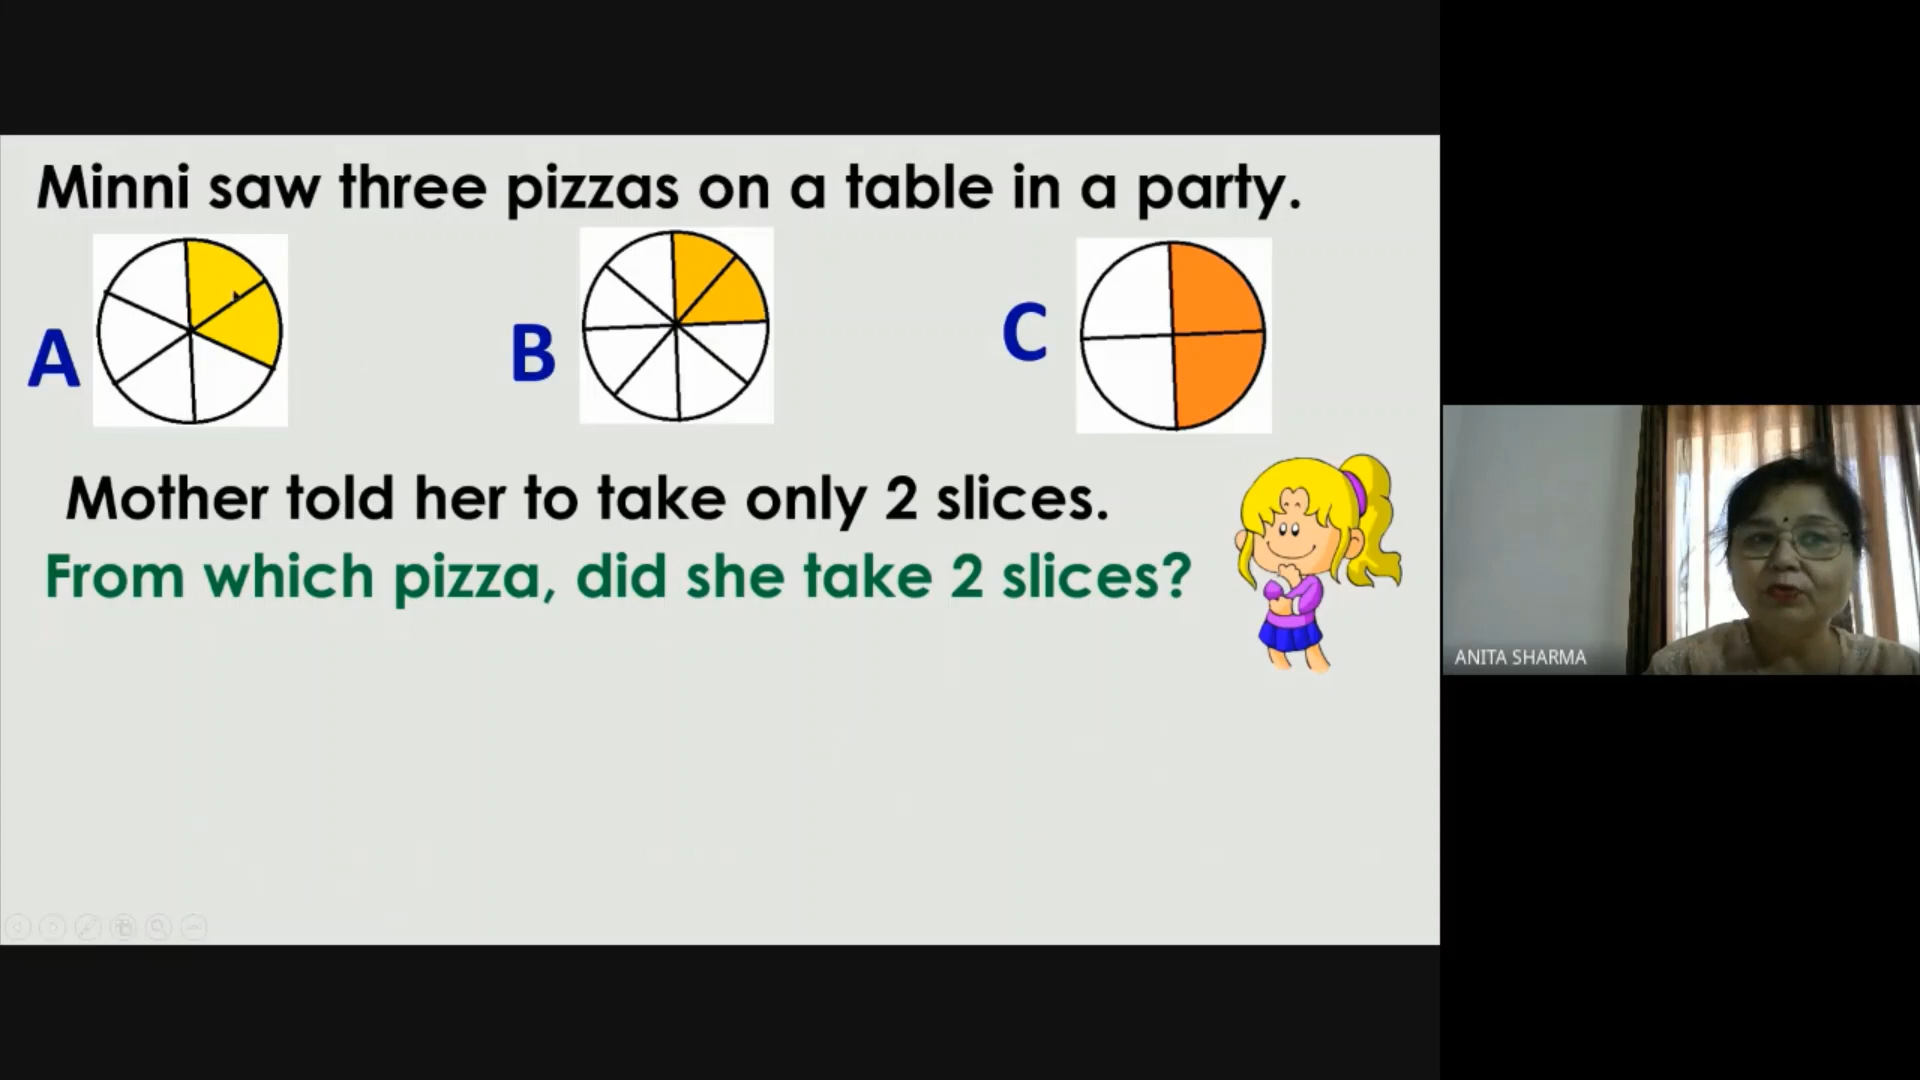 Minni saw three pizzas on a table in a party.
A
B
C
Mother told her to take only 2 slices.
From which pizza, did she take 2 slices?
ANITA SHARMA